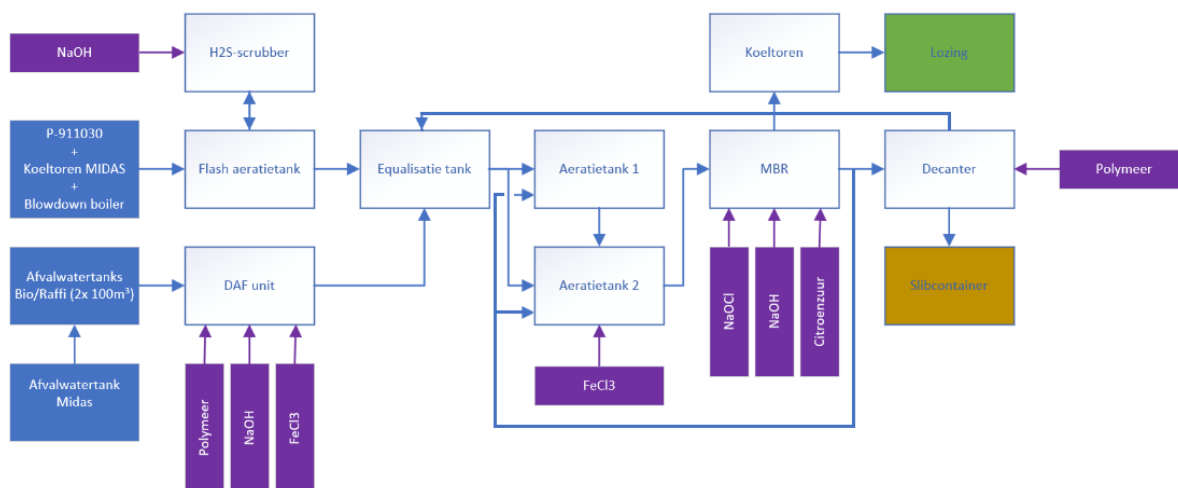 NaOH
H2S-scrubber
Koeltoren
Lozing
P-911030
+
Koeltoren MIDAS
+
Blowdown boiler
Flash aeratietank
Equalisatie tank
Aeratietank 1
MBR
Decanter
Polymeer
Afvalwatertanks
Bio/Raffi (2x 100m³)
DAF unit
Aeratietank 2
NaOCl
NaOH
Citroenzuur
Slibcontainer
Afvalwatertank
Midas
Polymeer
NaOH
FeCl3
FeCl3